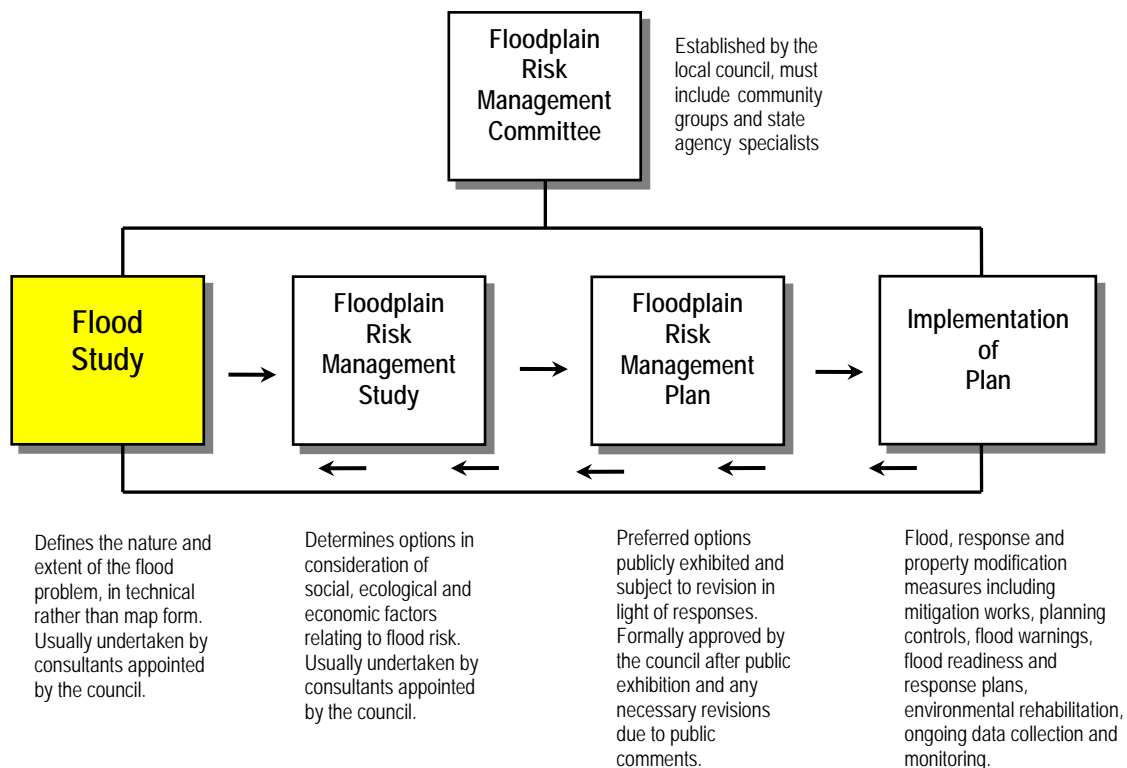 Floodplain
Risk
Management
Committee
Established by the
local council, must
include community
groups and state
agency specialists
Flood
Study
Floodplain
Risk
Management
Study
Floodplain
Risk
Management
Plan
Implementation
of
Plan
Defines the nature and
extent of the flood
problem, in technical
rather than map form.
Usually undertaken by
consultants appointed
by the council.
Determines options in
consideration of
social, ecological and
economic factors
relating to flood risk.
Usually undertaken by
consultants appointed
by the council.
Preferred options
publicly exhibited and
subject to revision in
light of responses.
Formally approved by
the council after public
exhibition and any
necessary revisions
due to public
comments.
Flood, response and
property modification
measures including
mitigation works, planning
controls, flood warnings,
flood readiness and
response plans,
environmental rehabilitation,
ongoing data collection and
monitoring.